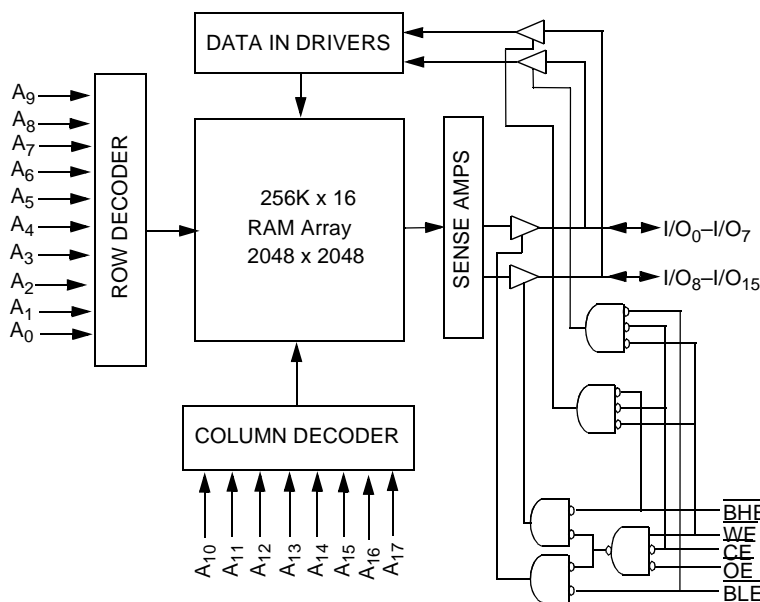 DATA IN DRIVERS
A9
A8
A7
A6
A5
A4
A3
A2
A1
A0
ROW DECODER
256K x 16
RAM Array
2048 x 2048
SENSE AMPS
I/O0–I/O7
I/O8–I/O15
COLUMN DECODER
A10
A11
A12
A13
A14
A15
A16
A17
BHE
WE
CE
OE
BLE